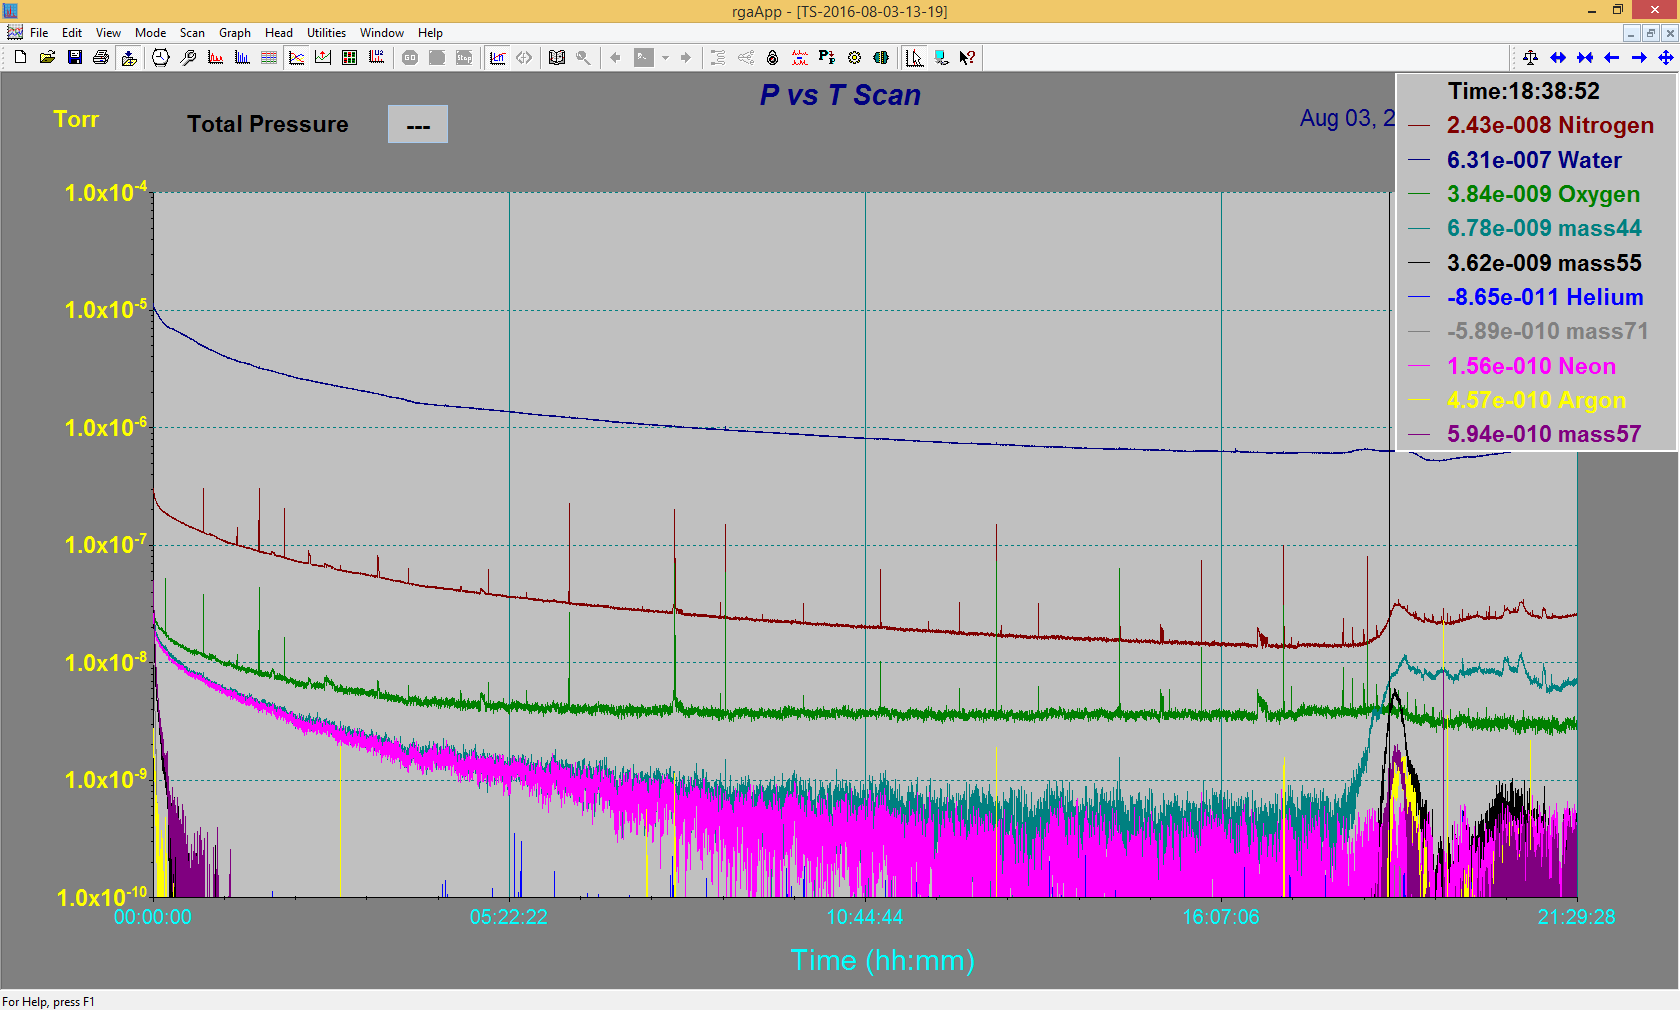 rgaApp - [TS-2016-08-03-13-19]
File Edit View Mode Scan Graph Head Utilities Window Help
GO Stop
P vs T Scan
Torr
Total Pressure ---
Aug 03, 2
Time:18:38:52
2.43e-008 Nitrogen
6.31e-007 Water
3.84e-009 Oxygen
6.78e-009 mass44
3.62e-009 mass55
-8.65e-011 Helium
-5.89e-010 mass71
1.56e-010 Neon
4.57e-010 Argon
5.94e-010 mass57
1.0x10-4
1.0x10-5
1.0x10-6
1.0x10-7
1.0x10-8
1.0x10-9
1.0x10-10
00:00:00 05:22:22 10:44:44 16:07:06 21:29:28
Time (hh:mm)
For Help, press F1